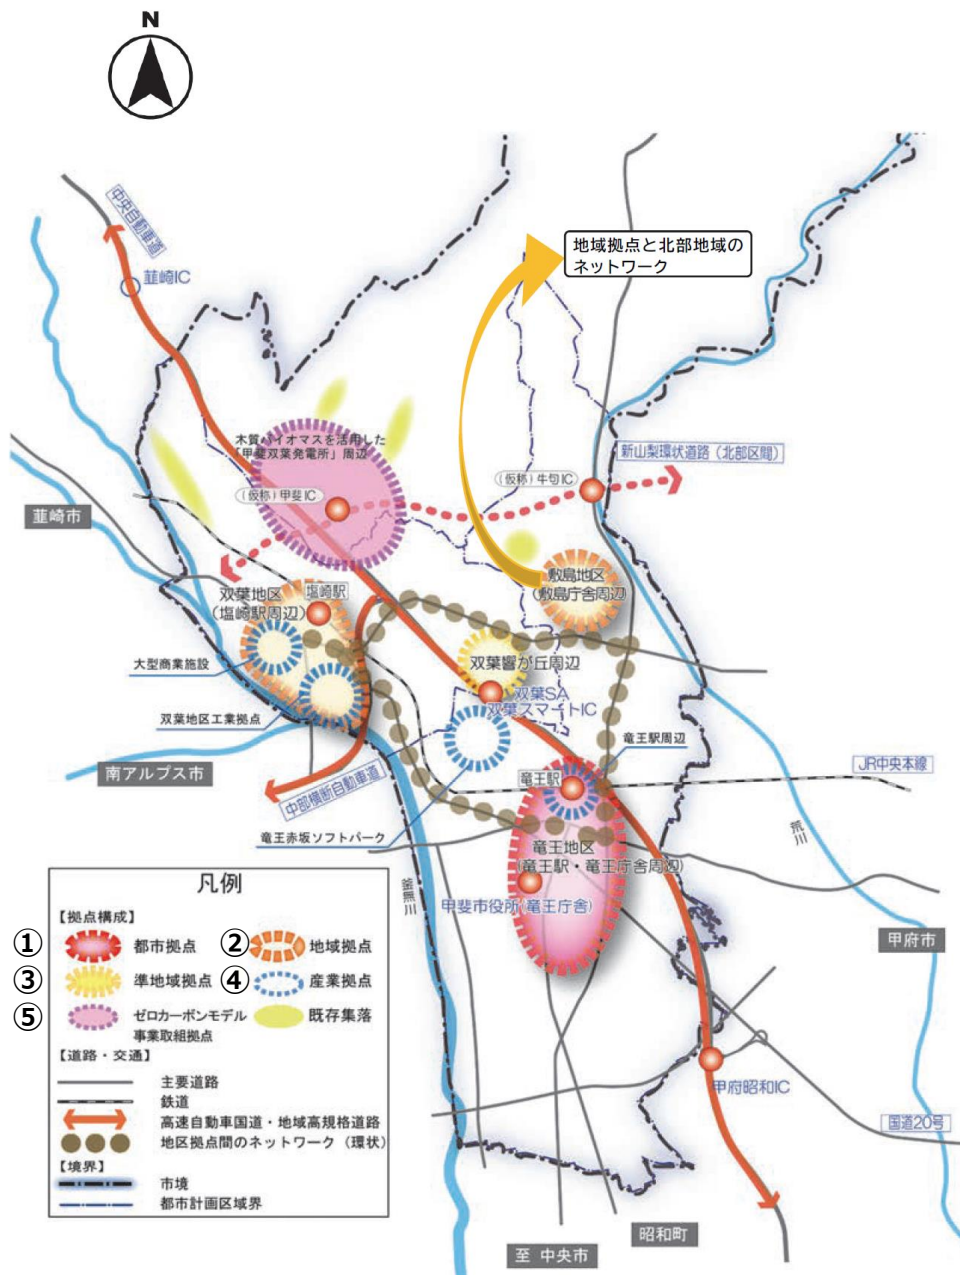 N
中央自動車道
韮崎IC
地域拠点と北部地域の
ネットワーク
木質バイオマスを活用した
「甲斐双葉発電所」周辺
(仮称)甲斐IC
(仮称)牛句IC
新山梨環状道路(北部区間)
韮崎市
双葉地区
(塩崎駅周辺)
塩崎駅
敷島地区
(敷島庁舎周辺)
大型商業施設
双葉響が丘周辺
双葉SA
双葉スマートIC
双葉地区工業拠点
竜王駅周辺
南アルプス市
中部横断自動車道
竜王駅
JR中央本線
竜王赤坂ソフトパーク
竜王地区
(竜王駅・竜王庁舎周辺)
荒川
釜無川
甲斐市役所(竜王庁舎)
甲府市
凡例
【拠点構成】
① 都市拠点
② 地域拠点
③ 準地域拠点
④ 産業拠点
⑤ ゼロカーボンモデル
事業取組拠点
既存集落
【道路・交通】
主要道路
鉄道
高速自動車国道・地域高規格道路
地区拠点間のネットワーク(環状)
【境界】
市境
都市計画区域界
甲府昭和IC
国道20号
昭和町
至 中央市